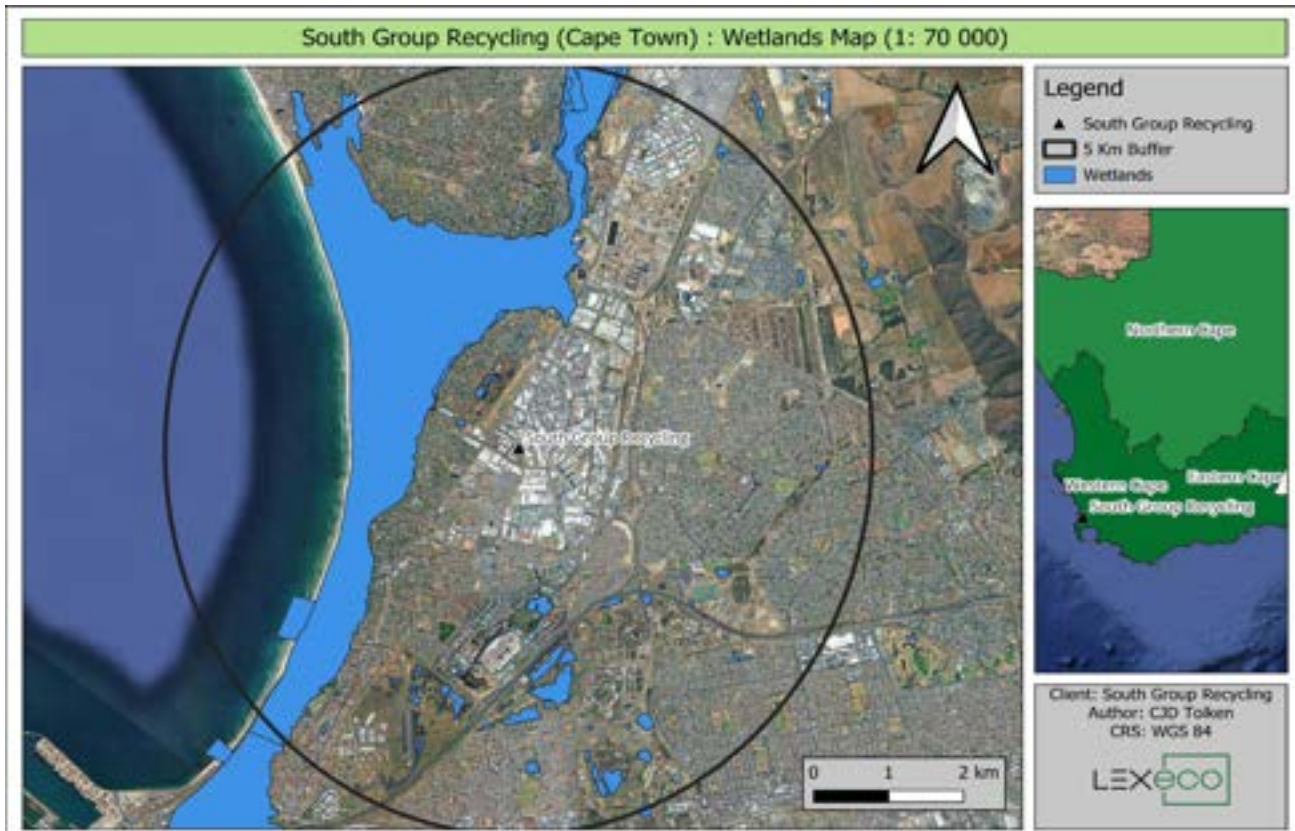 South Group Recycling (Cape Town) : Wetlands Map (1: 70 000)
Legend
South Group Recycling
5 Km Buffer
Wetlands
South Group Recycling
Northern Cape
Western Cape
Eastern Cape
South Group Recycling
0 1 2 km
Client: South Group Recycling
Author: CJD Tolken
CRS: WGS 84
LEXeco